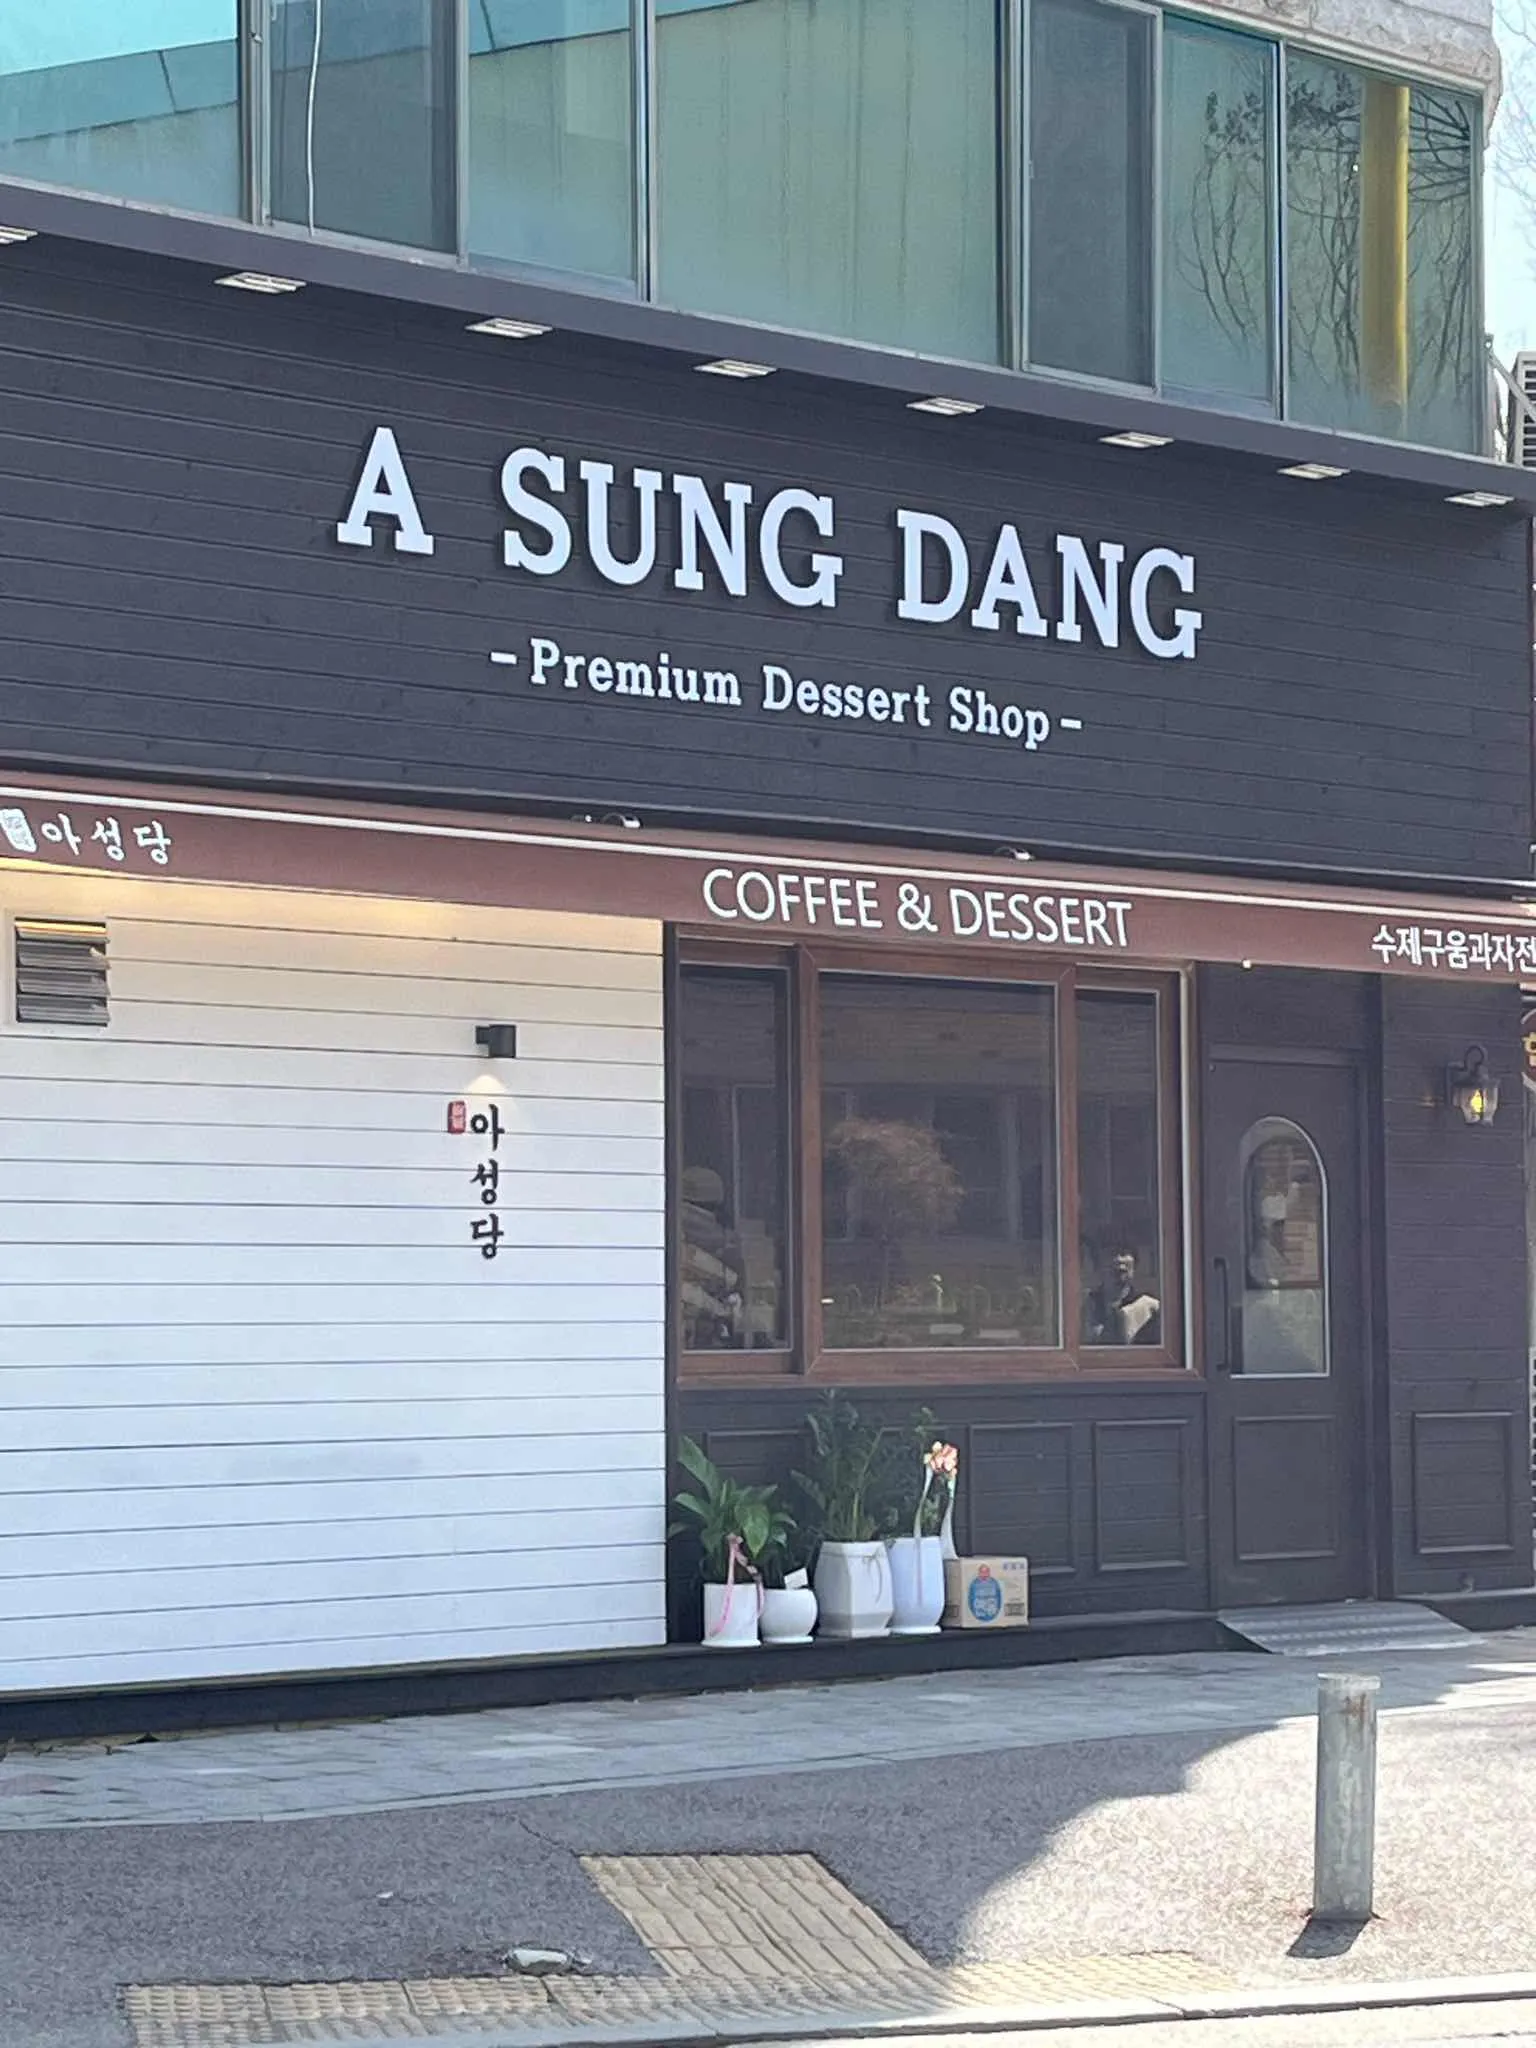 A SUNG DANG
-Premium Dessert Shop-
아성당
COFFEE & DESSERT
수제구움과자전
아
성
당